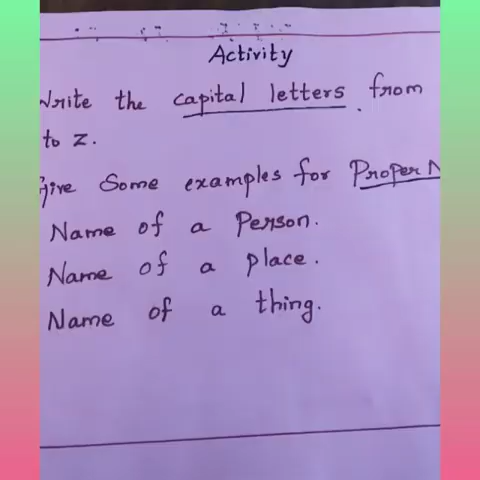 Activity
Write the capital letters from
to z.
Give Some examples for Proper N
Name of a Person.
Name of a place.
Name of a thing.